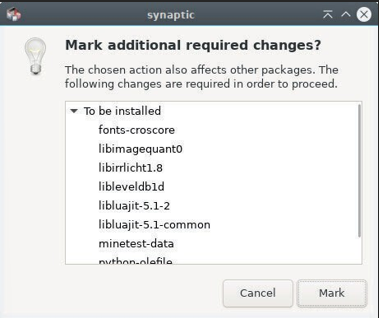 synaptic
Mark additional required changes?
The chosen action also affects other packages. The
following changes are required in order to proceed.
To be installed
fonts-croscore
libimagequant0
libirrlicht1.8
libleveldb1d
libluajit-5.1-2
libluajit-5.1-common
minetest-data
python-olefile
Cancel
Mark